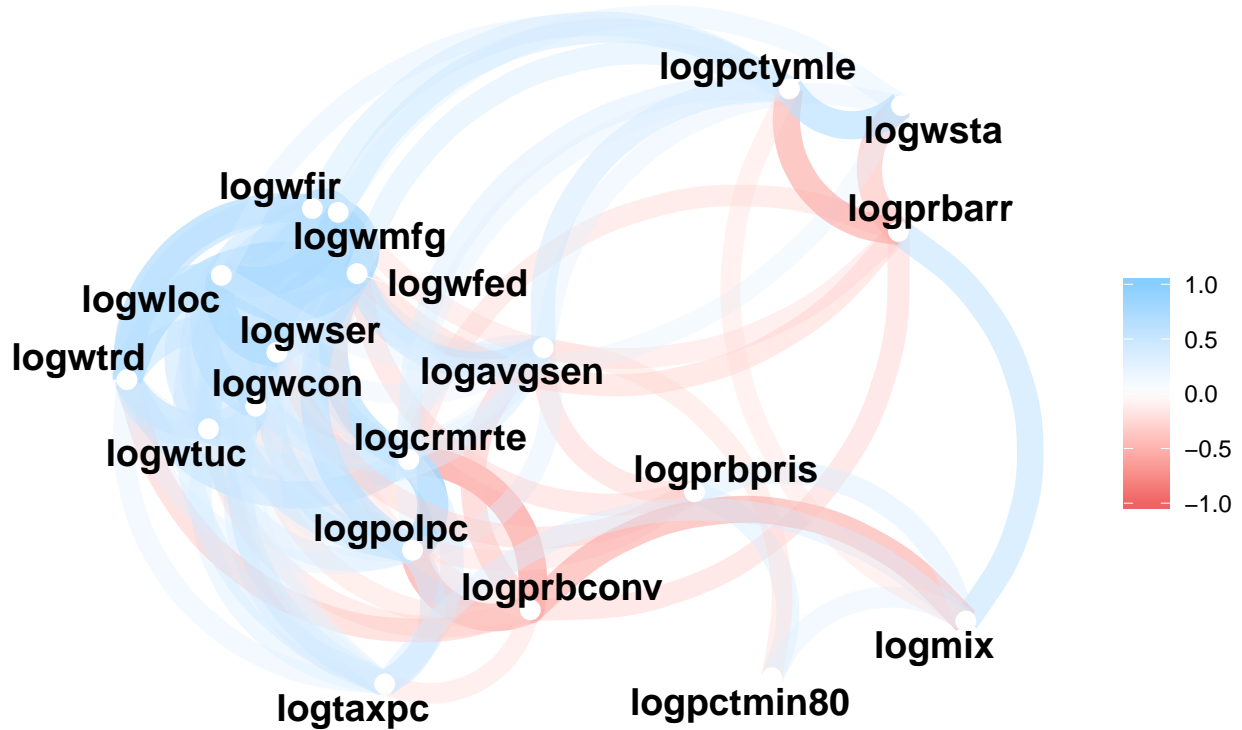 logpctymle
logwsta
logwfir
logprbarr
logwmfg
logwfed
logwloc
logwser
logwtrd
logavgsen
logwcon
logcrmrte
logwtuc
logprbpris
logpolpc
logprbconv
logmix
logtaxpc
logpctmin80
1.0
0.5
0.0
−0.5
−1.0